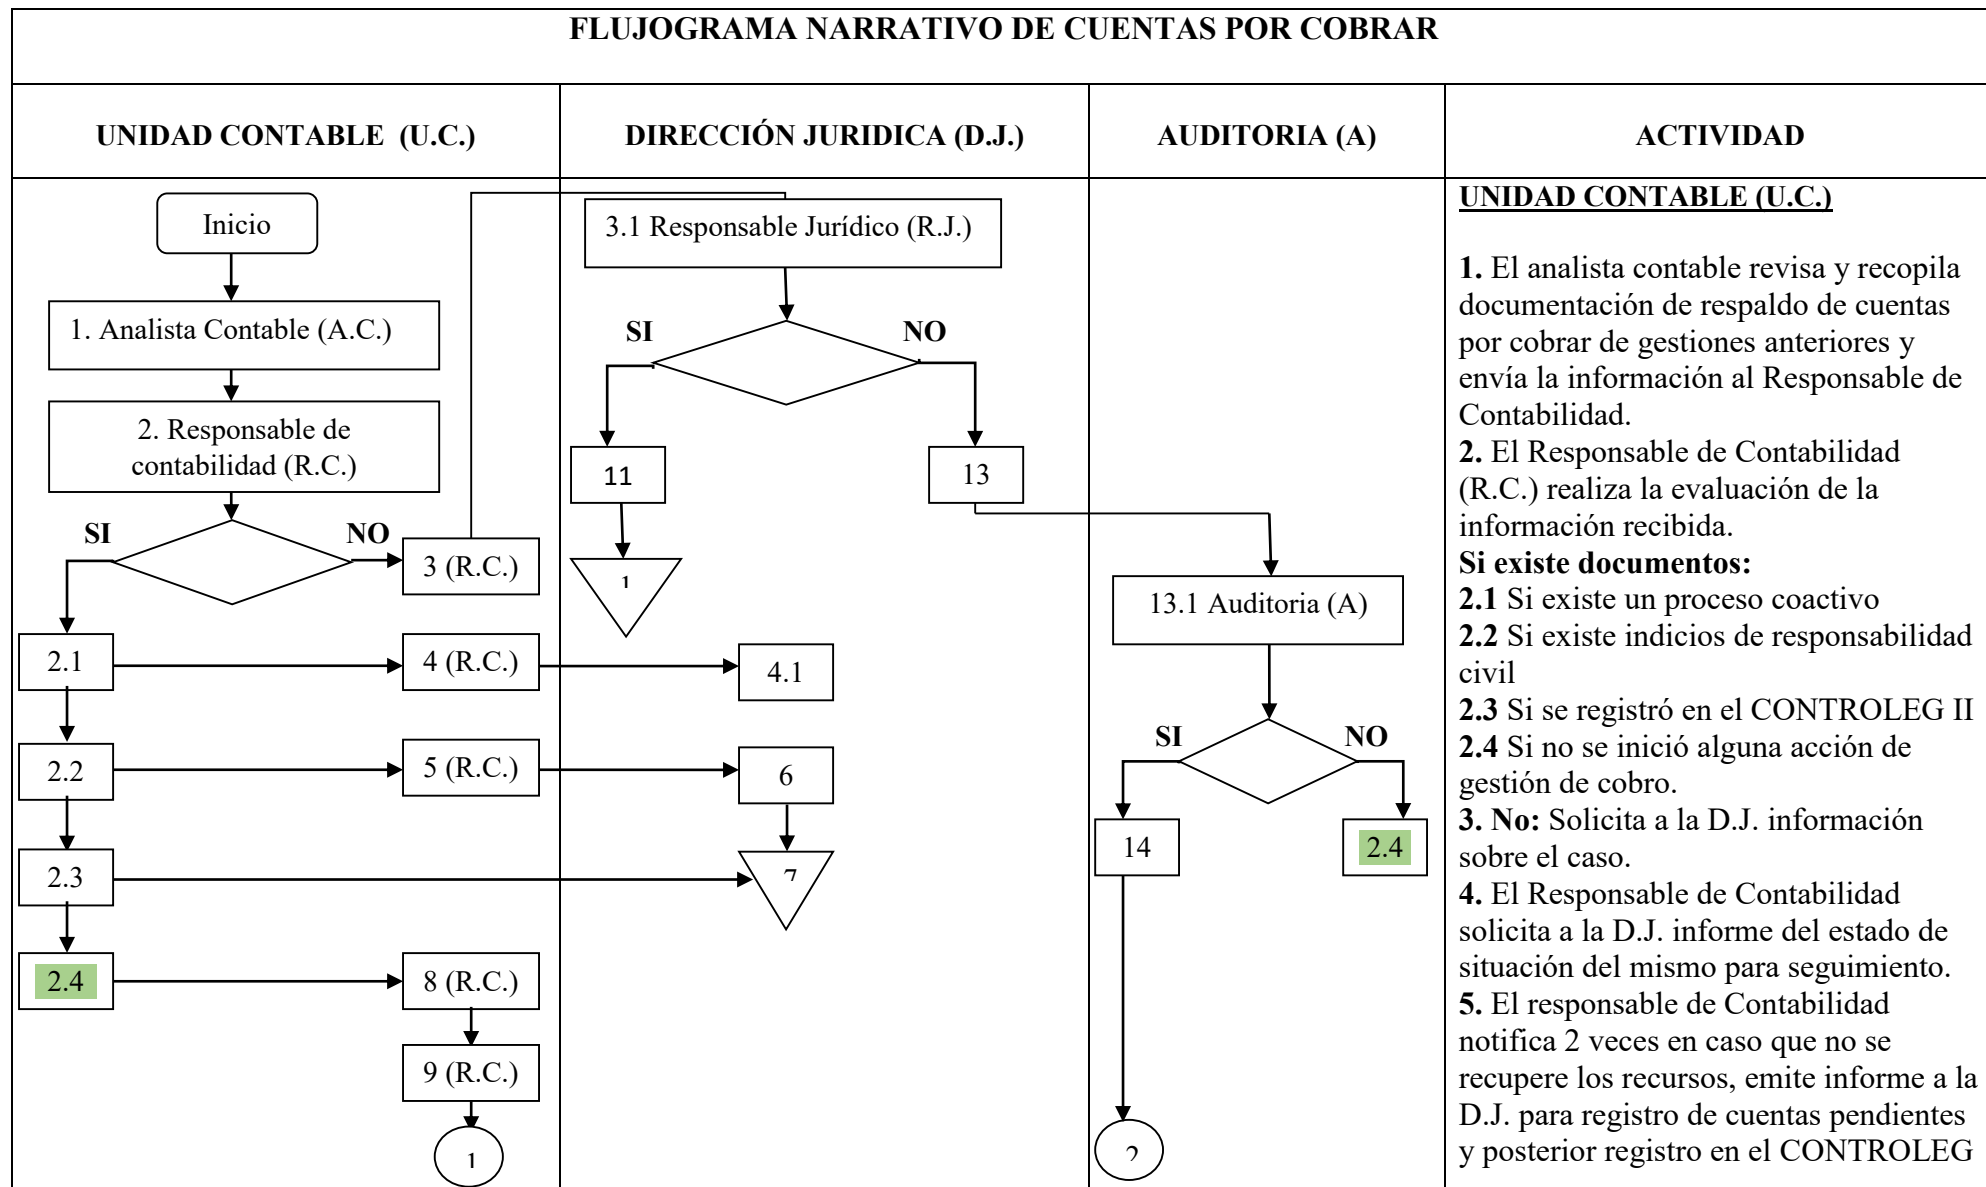 FLUJOGRAMA NARRATIVO DE CUENTAS POR COBRAR
UNIDAD CONTABLE (U.C.)
DIRECCIÓN JURIDICA (D.J.)
AUDITORIA (A)
ACTIVIDAD
Inicio
1. Analista Contable (A.C.)
2. Responsable de
contabilidad (R.C.)
SI
NO
3 (R.C.)
2.1
4 (R.C.)
2.2
5 (R.C.)
2.3
2.4
8 (R.C.)
9 (R.C.)
1
3.1 Responsable Jurídico (R.J.)
SI
NO
11
13
1
4.1
6
7
13.1 Auditoria (A)
SI
NO
14
2.4
2
UNIDAD CONTABLE (U.C.)
1. El analista contable revisa y recopila
documentación de respaldo de cuentas
por cobrar de gestiones anteriores y
envía la información al Responsable de
Contabilidad.
2. El Responsable de Contabilidad
(R.C.) realiza la evaluación de la
información recibida.
Si existe documentos:
2.1 Si existe un proceso coactivo
2.2 Si existe indicios de responsabilidad
civil
2.3 Si se registró en el CONTROLEG II
2.4 Si no se inició alguna acción de
gestión de cobro.
3. No: Solicita a la D.J. información
sobre el caso.
4. El Responsable de Contabilidad
solicita a la D.J. informe del estado de
situación del mismo para seguimiento.
5. El responsable de Contabilidad
notifica 2 veces en caso que no se
recupere los recursos, emite informe a la
D.J. para registro de cuentas pendientes
y posterior registro en el CONTROLEG